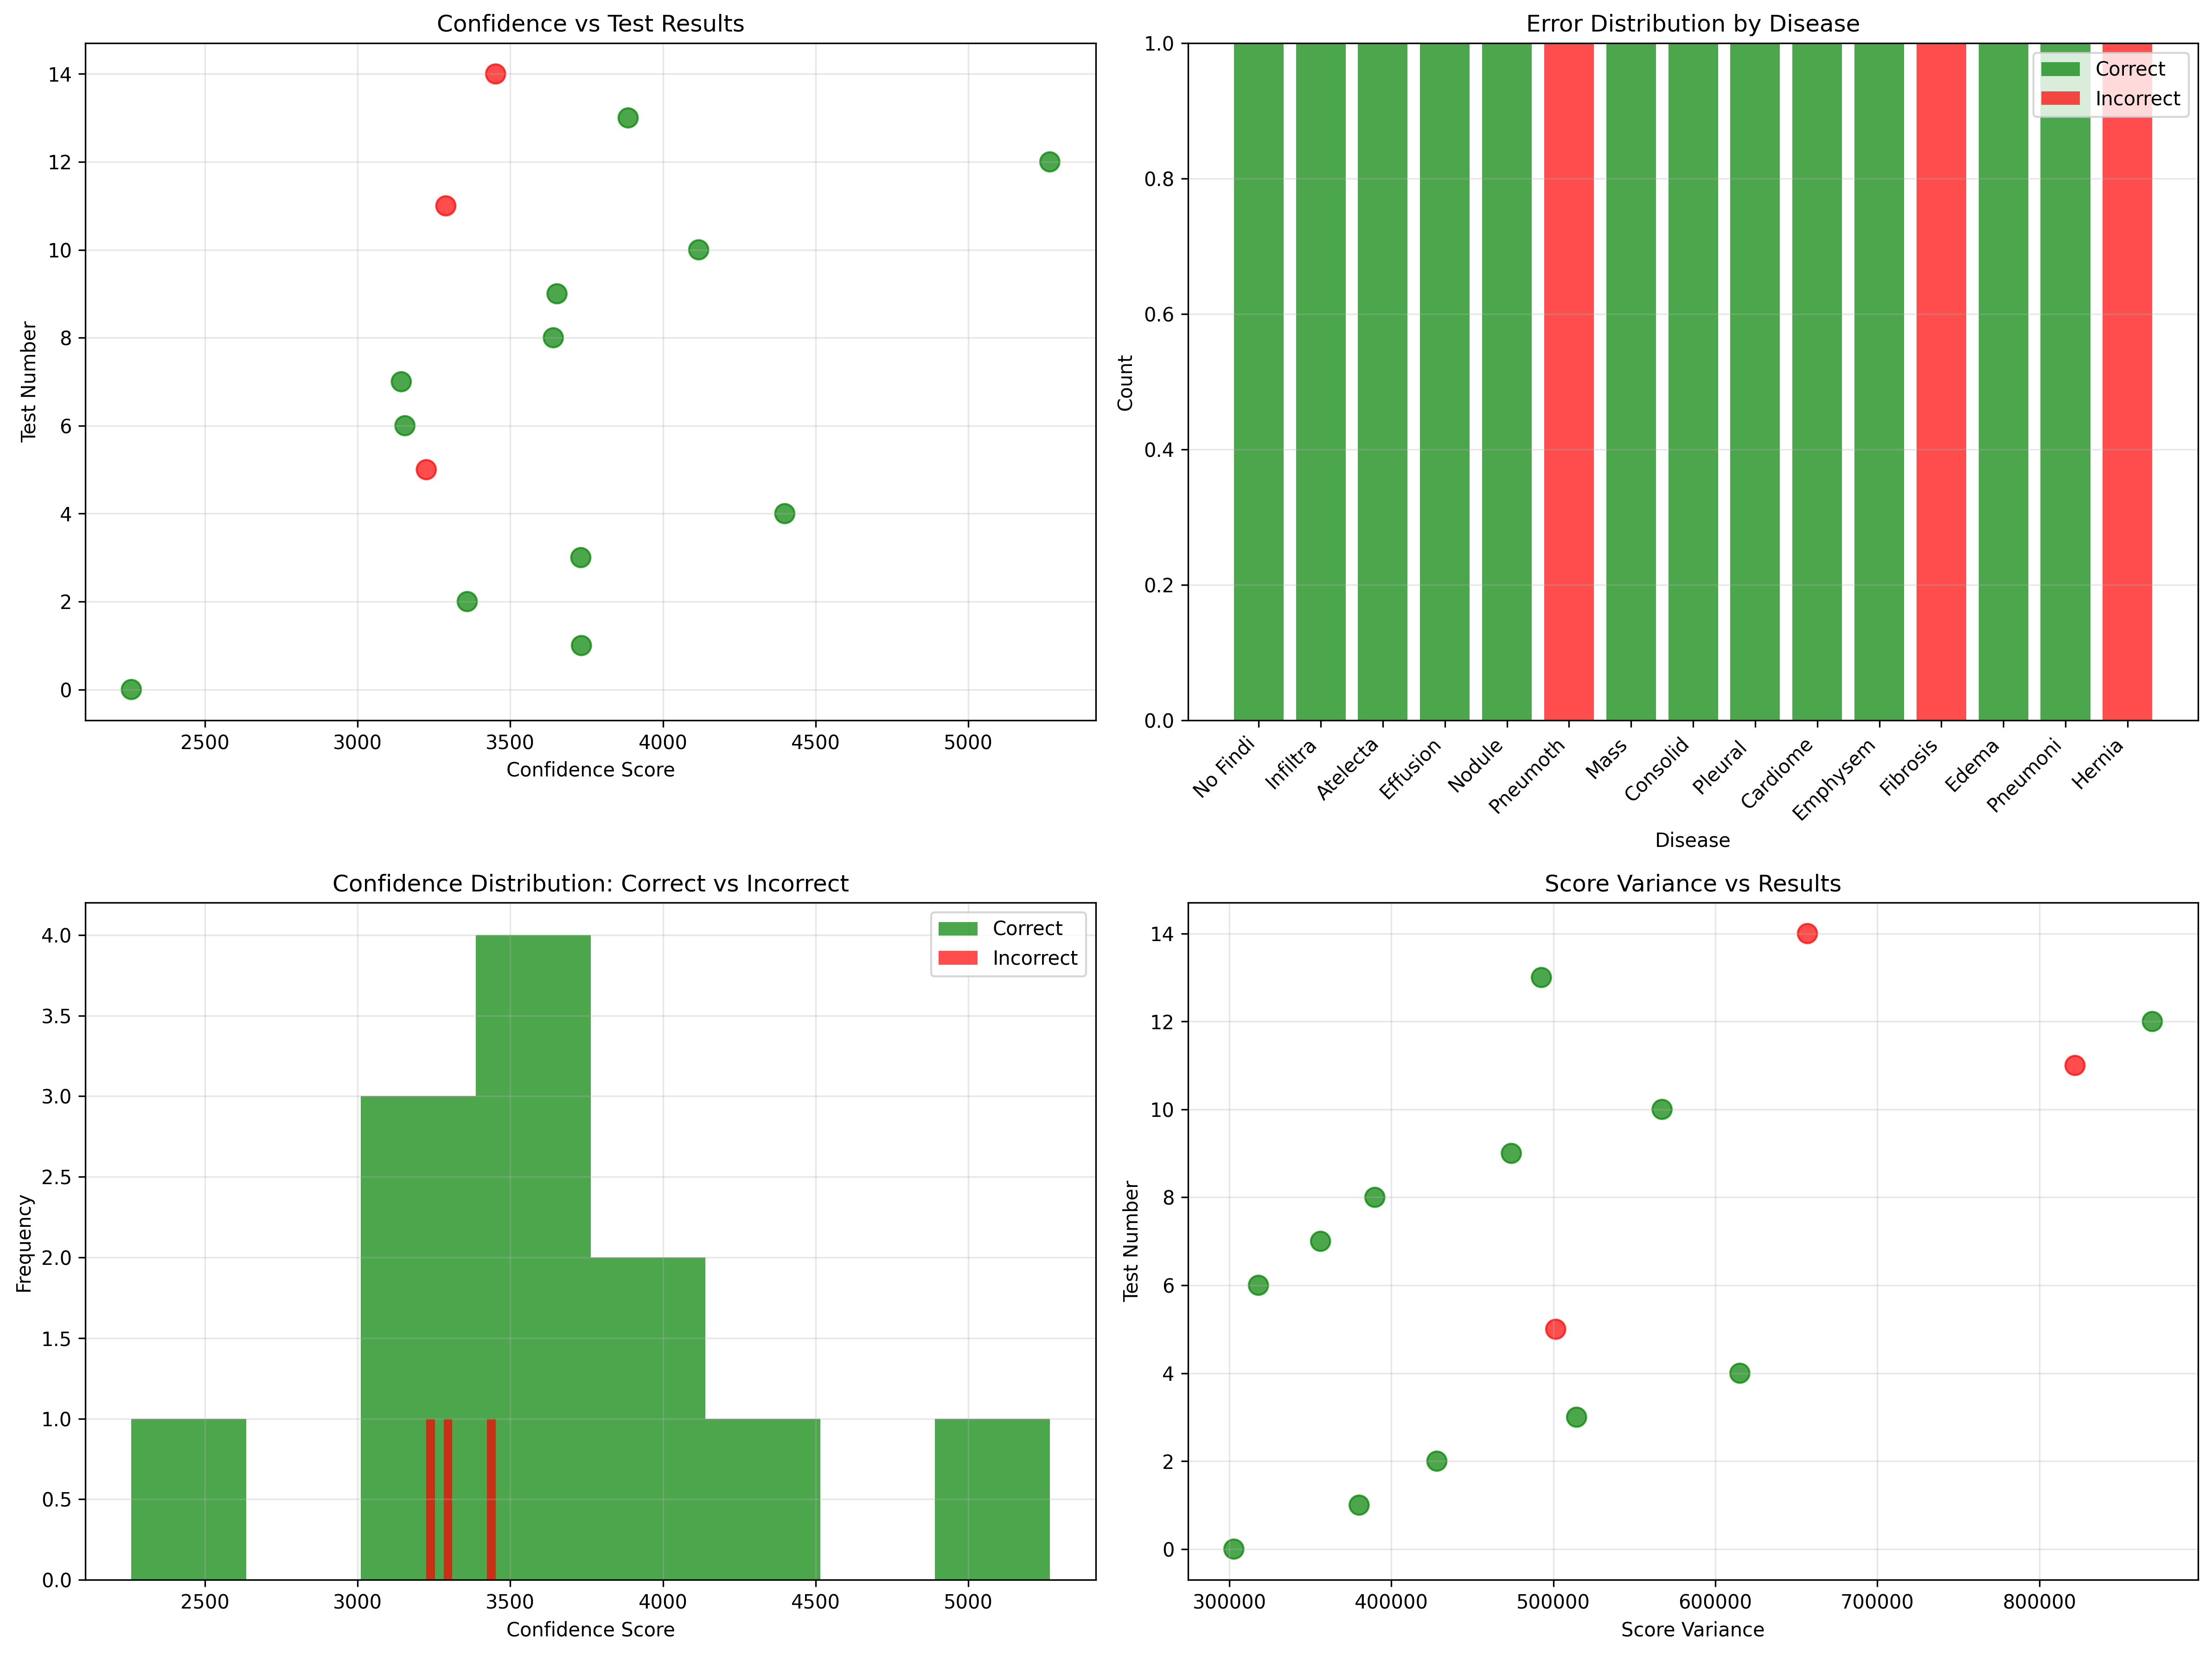 Confidence vs Test Results
14
12
10
8
6
4
2
0
Test Number
2500 3000 3500 4000 4500 5000
Confidence Score
Error Distribution by Disease
1.0
0.8
0.6
0.4
0.2
0.0
Count
Correct
Incorrect
No Findi Infiltra Atelecta Effusion Nodule Pneumoth Mass Consolid Pleural Cardiome Emphysem Fibrosis Edema Pneumoni Hernia
Disease
Confidence Distribution: Correct vs Incorrect
4.0
3.5
3.0
2.5
2.0
1.5
1.0
0.5
0.0
Frequency
Correct
Incorrect
2500 3000 3500 4000 4500 5000
Confidence Score
Score Variance vs Results
14
12
10
8
6
4
2
0
Test Number
300000 400000 500000 600000 700000 800000
Score Variance